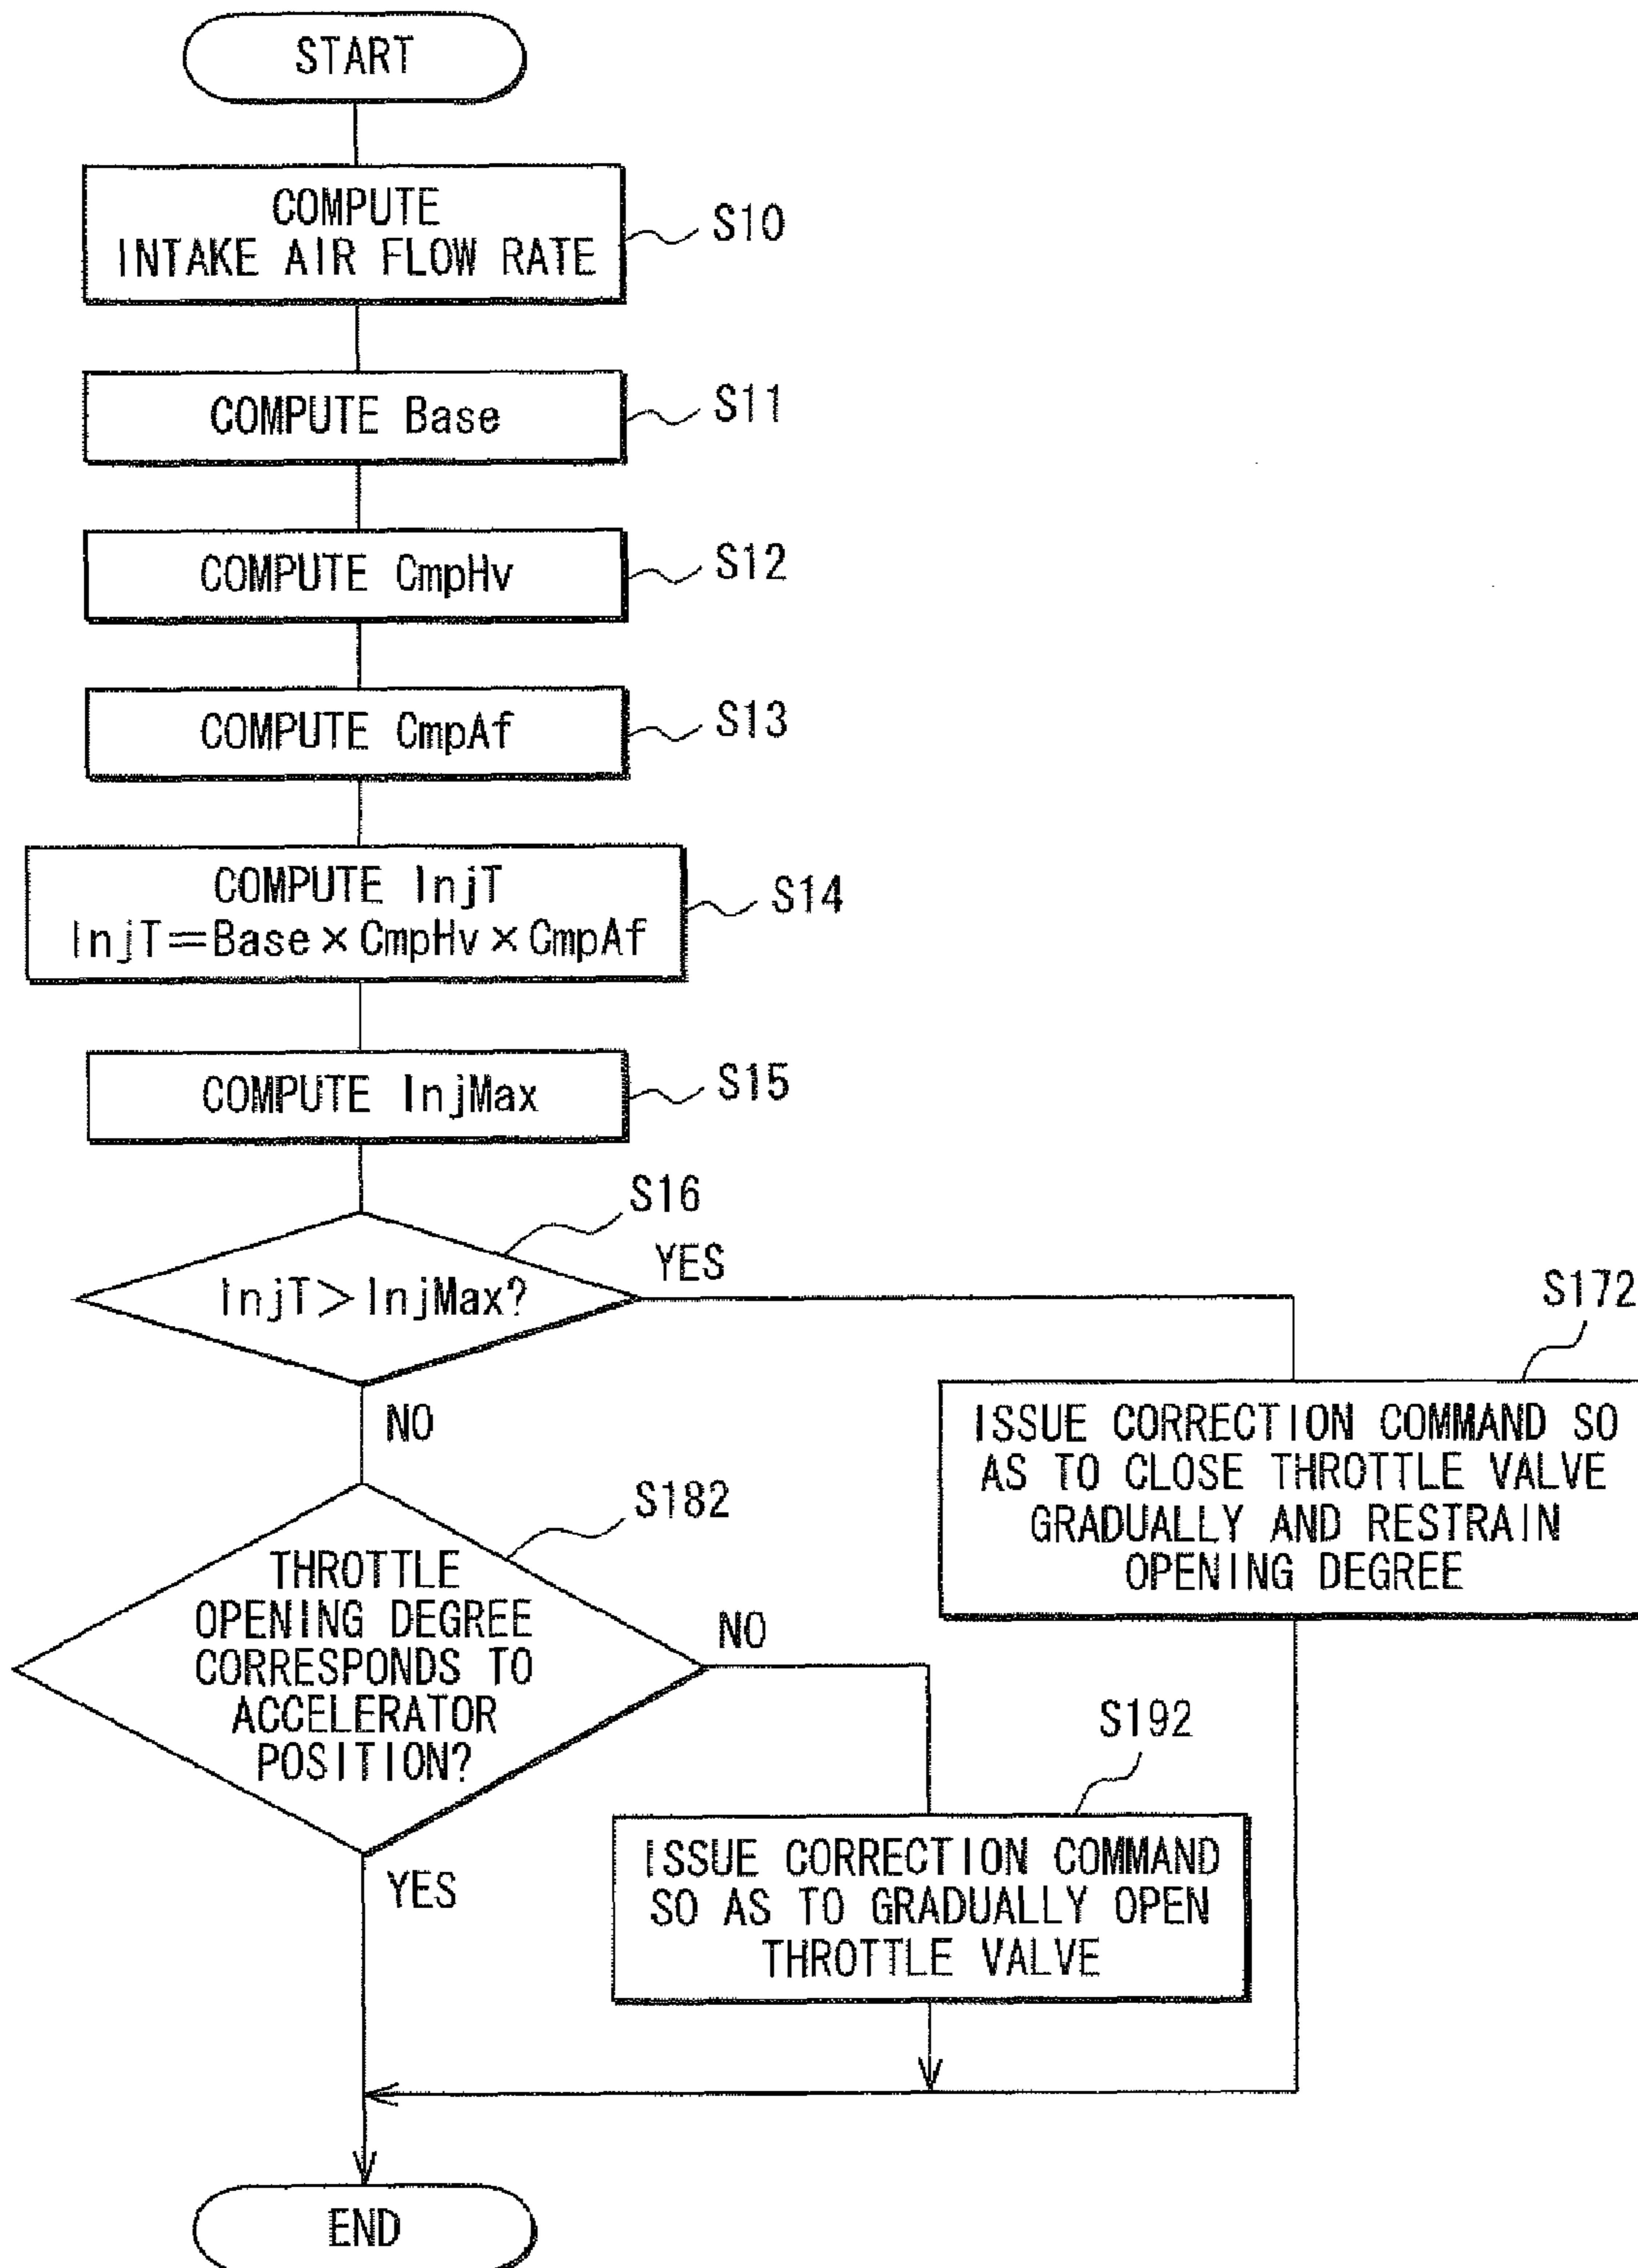 START
COMPUTE
INTAKE AIR FLOW RATE
S10
COMPUTE Base
S11
COMPUTE CmpHv
S12
COMPUTE CmpAf
S13
COMPUTE InjT
InjT=Base×CmpHv×CmpAf
S14
COMPUTE InjMax
S15
S16
InjT>InjMax?
YES
NO
S172
ISSUE CORRECTION COMMAND SO
AS TO CLOSE THROTTLE VALVE
GRADUALLY AND RESTRAIN
OPENING DEGREE
S182
THROTTLE
OPENING DEGREE
CORRESPONDS TO
ACCELERATOR
POSITION?
NO
YES
S192
ISSUE CORRECTION COMMAND
SO AS TO GRADUALLY OPEN
THROTTLE VALVE
END